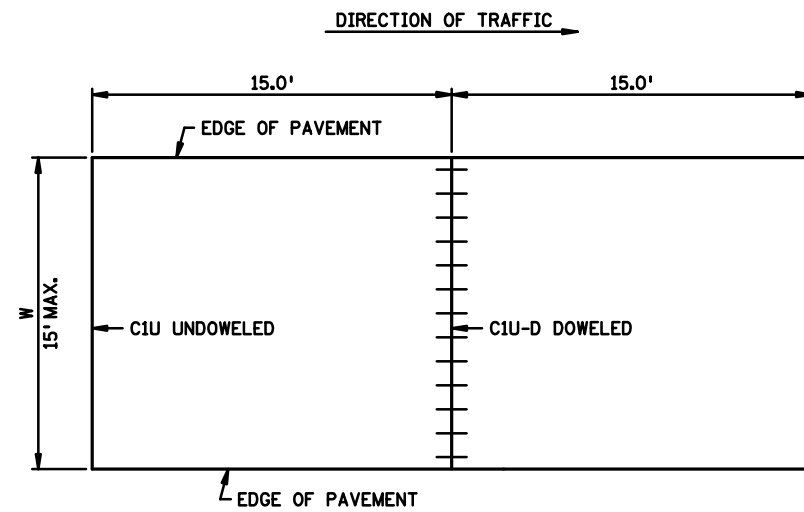 DIRECTION OF TRAFFIC
15.0'
15.0'
EDGE OF PAVEMENT
W
15' MAX.
C1U UNDOWELED
C1U-D DOWELED
EDGE OF PAVEMENT